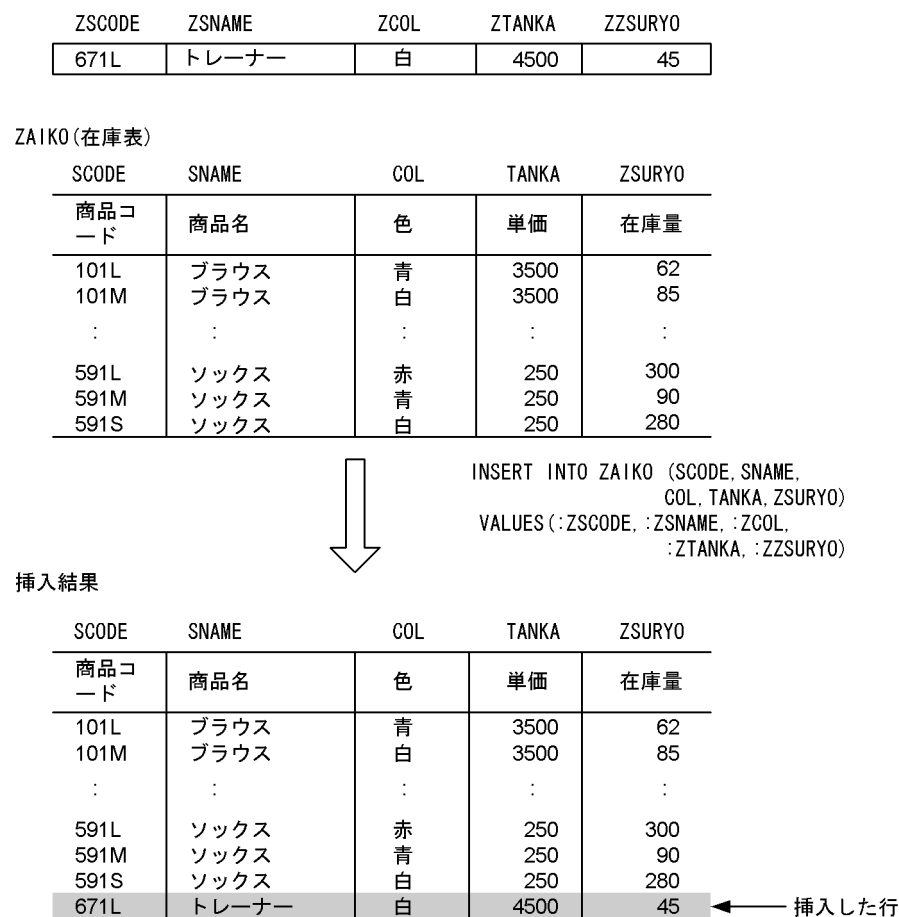 ZSCODE ZSNAME ZCOL ZTANKA ZZSURYO
671L トレーナー 白 4500 45
ZAIKO(在庫表)
SCODE SNAME COL TANKA ZSURYO
商品コ
ード 商品名 色 単価 在庫量
101L ブラウス 青 3500 62
101M ブラウス 白 3500 85
: : : : :
591L ソックス 赤 250 300
591M ソックス 青 250 90
591S ソックス 白 250 280
INSERT INTO ZAIKO (SCODE,SNAME,
COL,TANKA,ZSURYO)
VALUES(:ZSCODE,:ZSNAME,:ZCOL,
:ZTANKA,:ZZSURYO)
挿入結果
SCODE SNAME COL TANKA ZSURYO
商品コ
ード 商品名 色 単価 在庫量
101L ブラウス 青 3500 62
101M ブラウス 白 3500 85
: : : : :
591L ソックス 赤 250 300
591M ソックス 青 250 90
591S ソックス 白 250 280
671L トレーナー 白 4500 45 挿入した行